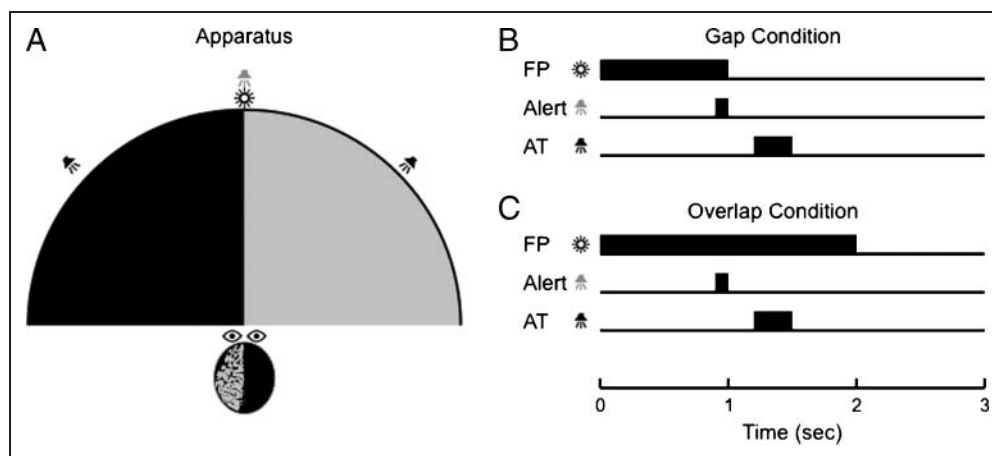 A
Apparatus
B
Gap Condition
FP
Alert
AT
C
Overlap Condition
FP
Alert
AT
0 1 2 3
Time (sec)